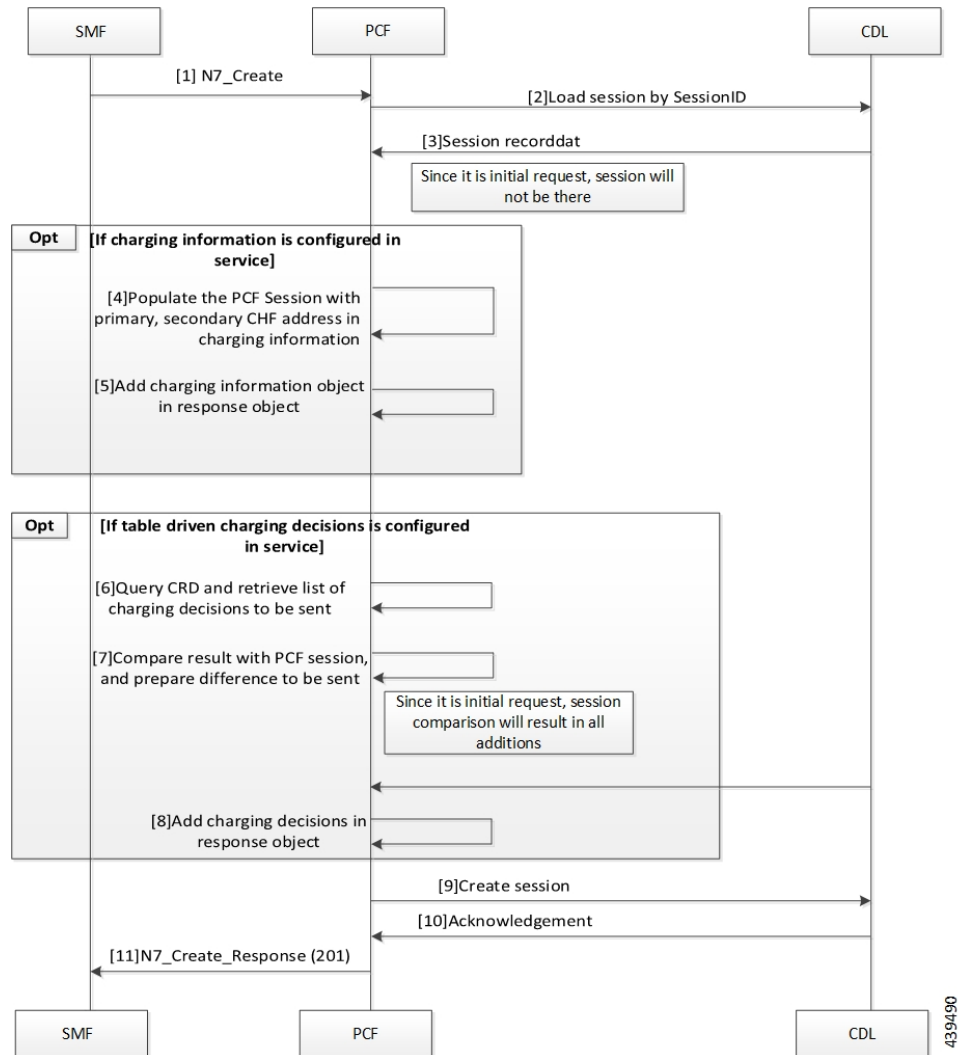 SMF
PCF
CDL
[1] N7_Create
[2]Load session by SessionID
[3]Session recorddat
Since it is initial request, session will
not be there
Opt
[If charging information is configured in
service]
[4]Populate the PCF Session with
primary, secondary CHF address in
charging information
[5]Add charging information object
in response object
Opt
[If table driven charging decisions is configured
in service]
[6]Query CRD and retrieve list of
charging decisions to be sent
[7]Compare result with PCF session,
and prepare difference to be sent
Since it is initial request, session
comparison will result in all
additions
[8]Add charging decisions in
response object
[9]Create session
[10]Acknowledgement
[11]N7_Create_Response (201)
SMF
PCF
CDL
439490